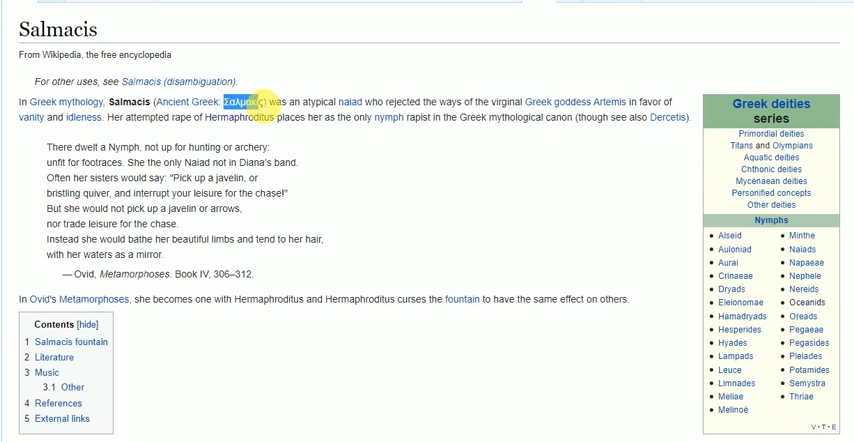 Salmacis
From Wikipedia, the free encyclopedia
For other uses, see Salmacis (disambiguation).
In Greek mythology, Salmacis (Ancient Greek: Σαλμακίς) was an atypical naiad who rejected the ways of the virginal Greek goddess Artemis in favor of
vanity and idleness. Her attempted rape of Hermaphroditus places her as the only nymph rapist in the Greek mythological canon (though see also Dercetis).
There dwelt a Nymph, not up for hunting or archery:
unfit for footraces. She the only Naiad not in Diana's band.
Often her sisters would say: "Pick up a javelin, or
bristling quiver, and interrupt your leisure for the chase!"
But she would not pick up a javelin or arrows,
nor trade leisure for the chase.
Instead she would bathe her beautiful limbs and tend to her hair,
with her waters as a mirror.
— Ovid, Metamorphoses. Book IV, 306–312.
In Ovid's Metamorphoses, she becomes one with Hermaphroditus and Hermaphroditus curses the fountain to have the same effect on others.
Contents [hide]
1 Salmacis fountain
2 Literature
3 Music
3.1 Other
4 References
5 External links
Greek deities
series
Primordial deities
Titans and Olympians
Aquatic deities
Chthonic deities
Mycenaean deities
Personified concepts
Other deities
Nymphs
Alseid
Auloniad
Aurai
Crinaeae
Dryads
Eleionomae
Hamadryads
Hesperides
Hyades
Lampads
Leuce
Limnades
Meliae
Melinoë
Minthe
Naiads
Napaeae
Nephele
Nereids
Oceanids
Oreads
Pegaeae
Pegasides
Pleiades
Potamides
Semystra
Thriae
V · T · E